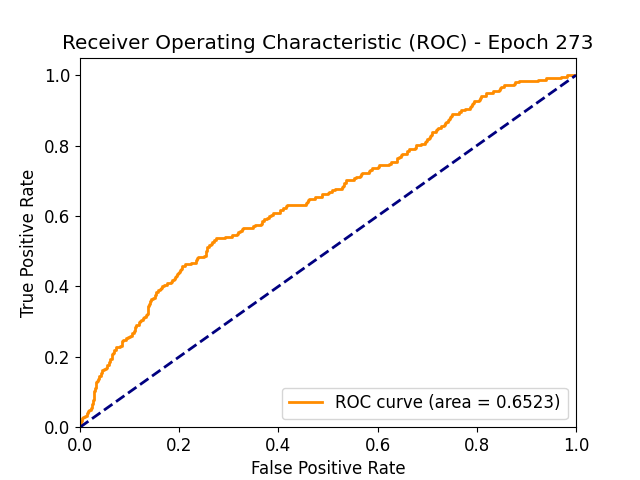 Receiver Operating Characteristic (ROC) - Epoch 273
True Positive Rate
1.0
0.8
0.6
0.4
0.2
0.0
ROC curve (area = 0.6523)
0.0 0.2 0.4 0.6 0.8 1.0
False Positive Rate